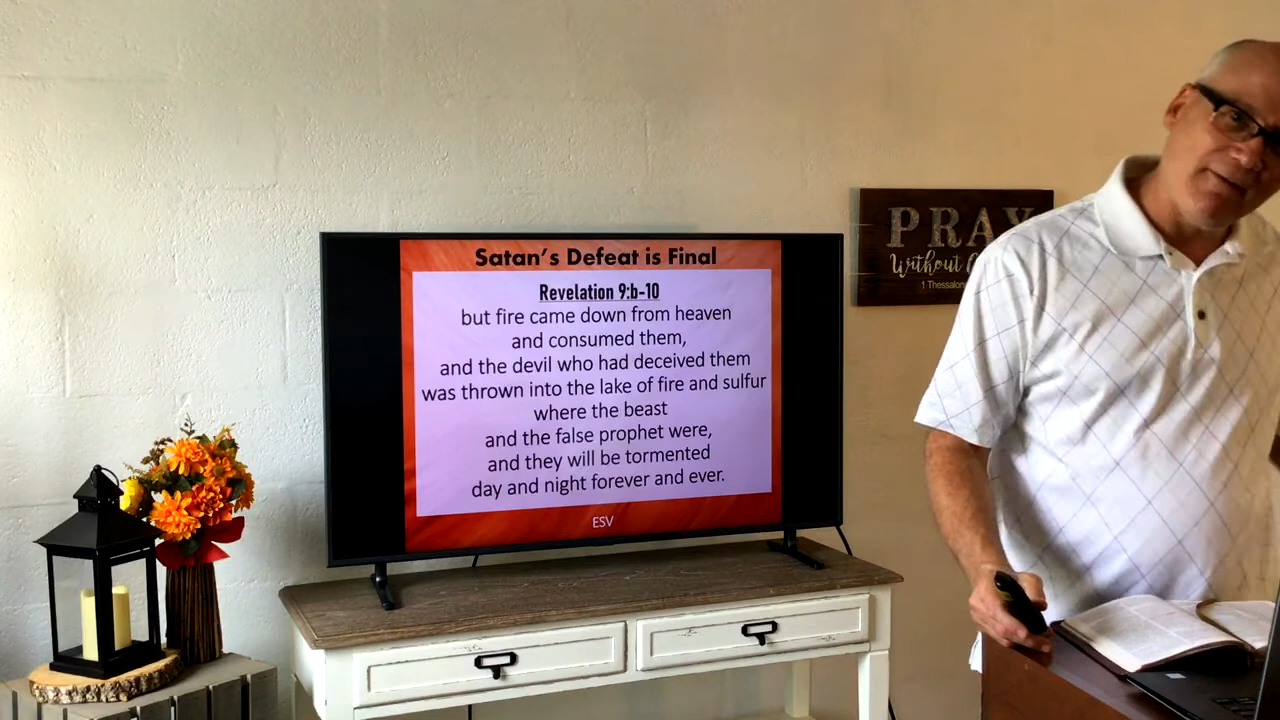 Satan's Defeat is Final
Revelation 9:b-10
but fire came down from heaven
and consumed them,
and the devil who had deceived them
was thrown into the lake of fire and sulfur
where the beast
and the false prophet were,
and they will be tormented
day and night forever and ever.
ESV
PRAY
Without
1 Thessalon